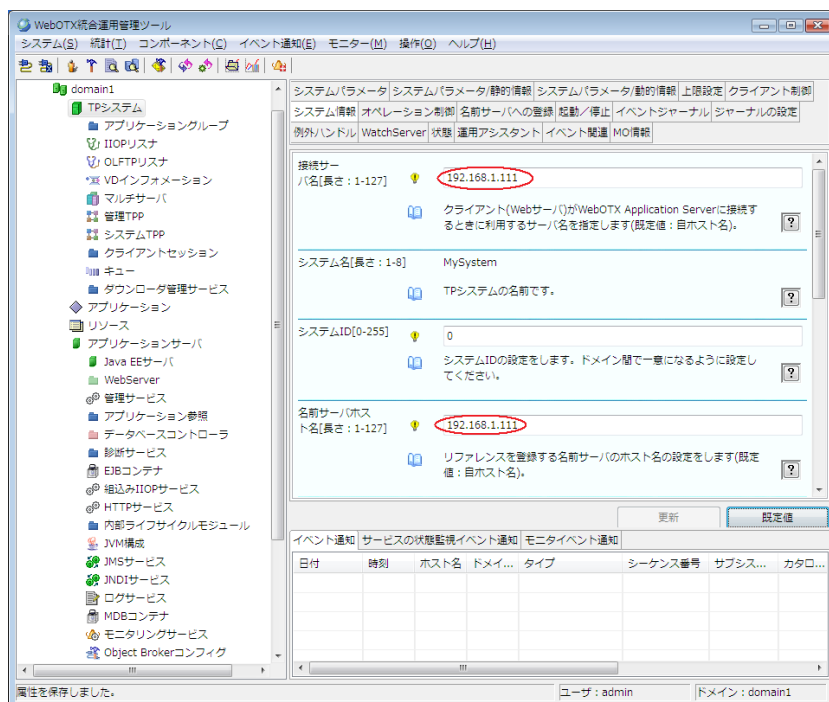 WebOTX統合運用管理ツール
システム(S) 統計(T) コンポーネント(C) イベント通知(E) モニター(M) 操作(O) ヘルプ(H)
domain1
TPシステム
アプリケーショングループ
IIOPリスナ
OLFTPリスナ
VDインフォメーション
マルチサーバ
管理TPP
システムTPP
クライアントセッション
キュー
ダウンローダ管理サービス
アプリケーション
リソース
アプリケーションサーバ
Java EEサーバ
WebServer
管理サービス
アプリケーション参照
データベースコントローラ
診断サービス
EJBコンテナ
組込みIIOPサービス
HTTPサービス
内部ライフサイクルモジュール
JVM構成
JMSサービス
JNDIサービス
ログサービス
MDBコンテナ
モニタリングサービス
Object Brokerコンフィグ
システムパラメータ システムパラメータ/静的情報 システムパラメータ/動的情報 上限設定 クライアント制御
システム情報 オペレーション制御 名前サーバへの登録 起動/停止 イベントジャーナル ジャーナルの設定
例外ハンドル WatchServer 状態 運用アシスタント イベント関連 MO情報
接続サー
バ名[長さ：1-127] 192.168.1.111
クライアント(Webサーバ)がWebOTX Application Serverに接続す
るときに利用するサーバ名を指定します(既定値：自ホスト名)。 ?
システム名[長さ：1-8] MySystem
TPシステムの名前です。 ?
システムID[0-255] 0
システムIDの設定をします。ドメイン間で一意になるように設定し
てください。 ?
名前サーバホス
ト名[長さ：1-127] 192.168.1.111
リファレンスを登録する名前サーバのホスト名の設定をします(既定
値：自ホスト名)。 ?
更新 既定値
イベント通知 サービスの状態監視イベント通知 モニタイベント通知
日付 時刻 ホスト名 ドメイ... タイプ シーケンス番号 サブシス... カタロ...
属性を保存しました。 ユーザ：admin ドメイン：domain1